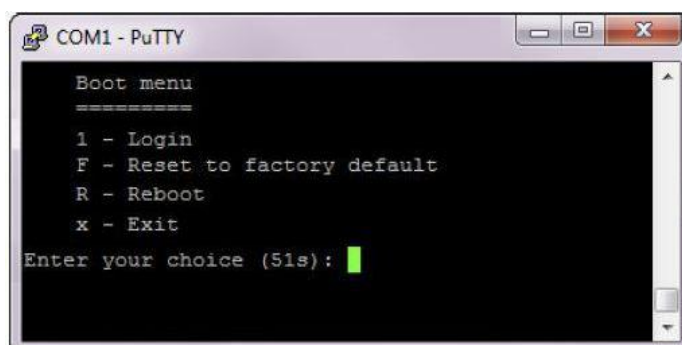 COM1 - PuTTY
Boot menu
=========
1 - Login
F - Reset to factory default
R - Reboot
x - Exit
Enter your choice (51s):